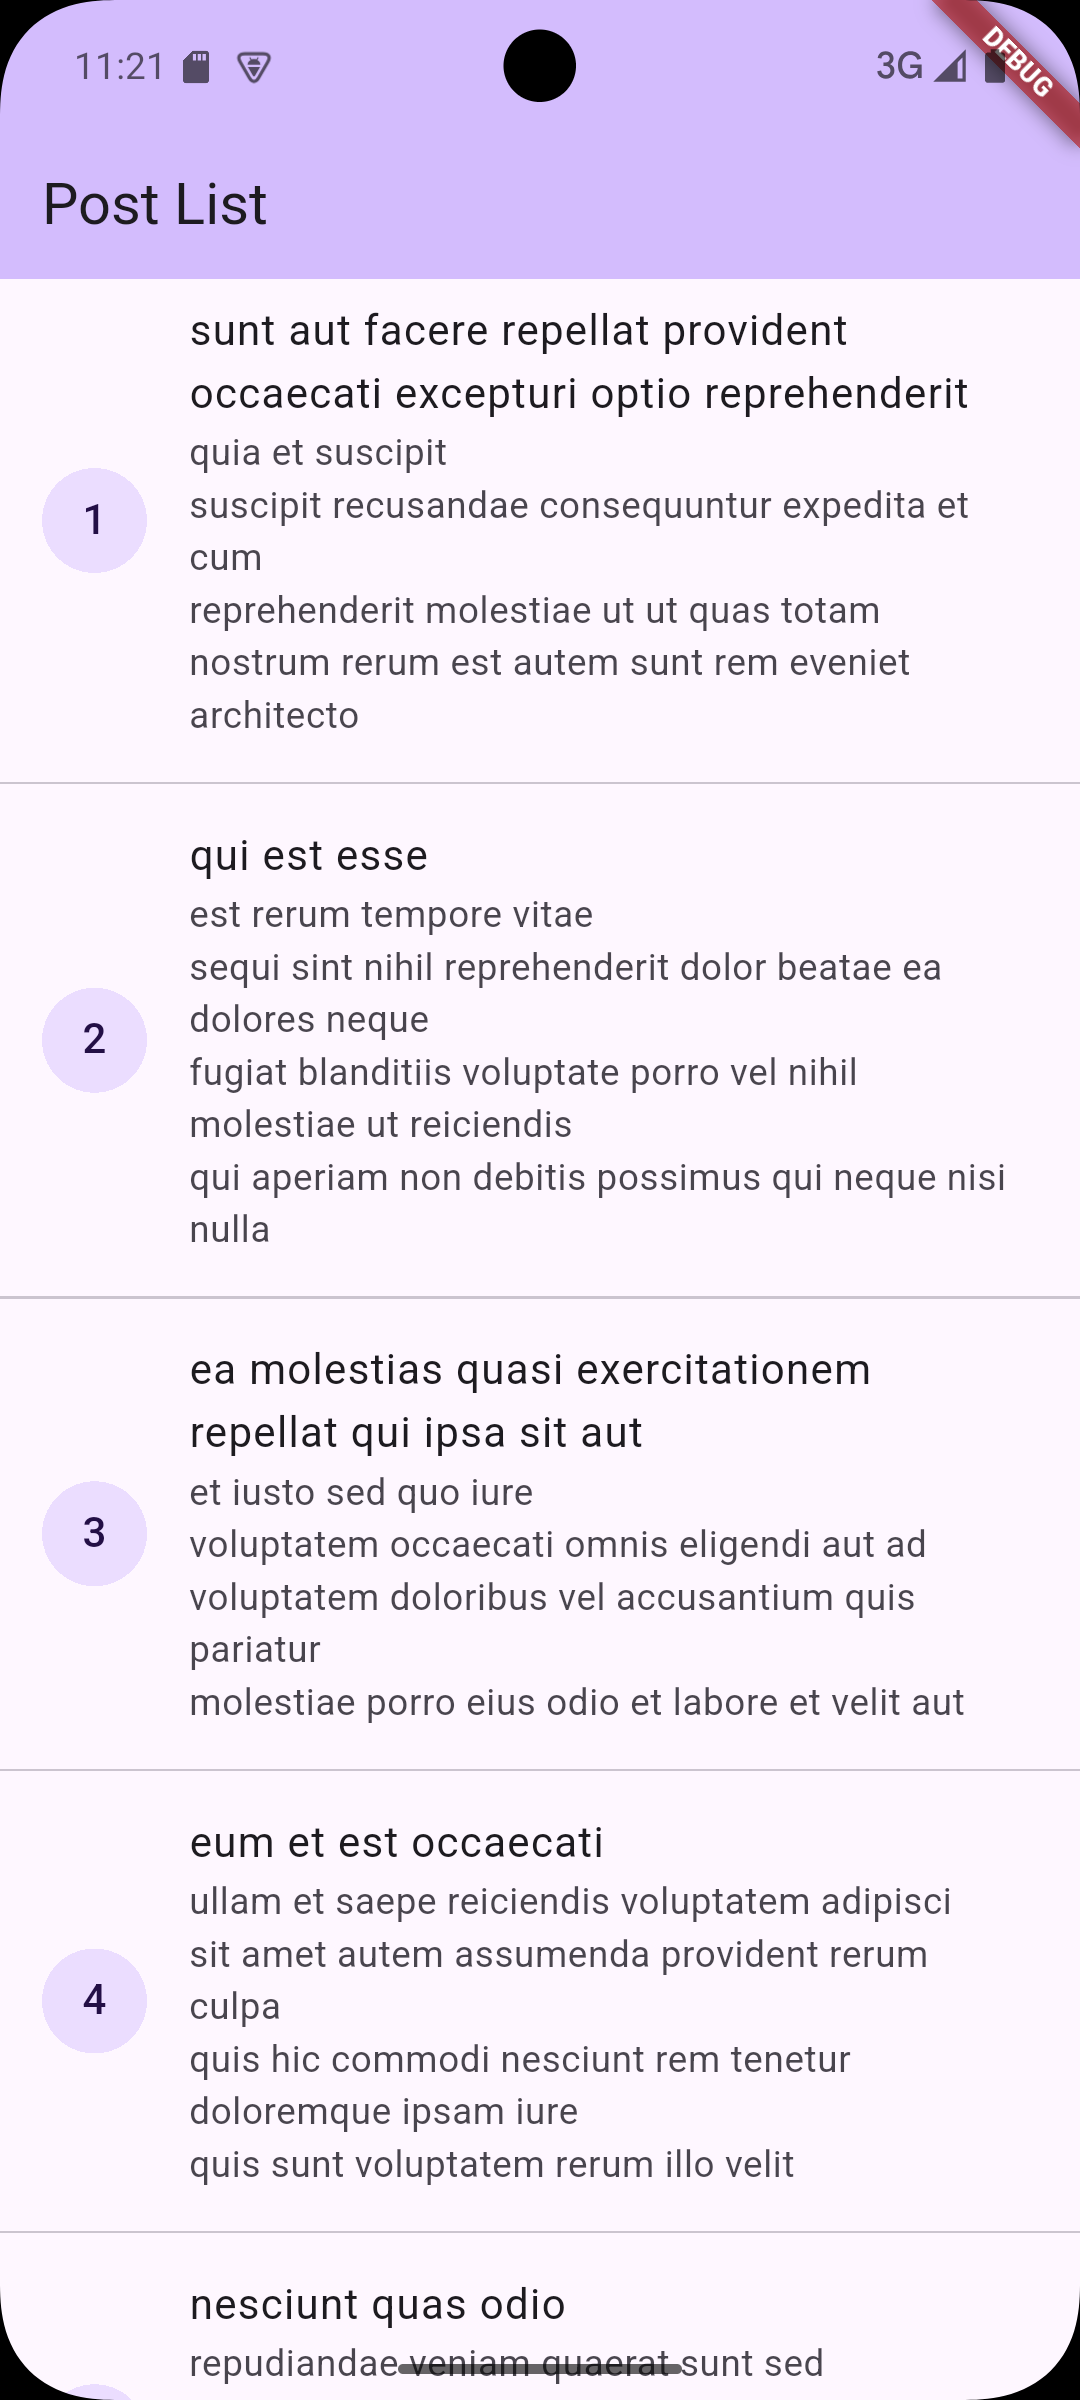 11:21
3G
DEBUG
Post List
sunt aut facere repellat provident
occaecati excepturi optio reprehenderit
quia et suscipit
suscipit recusandae consequuntur expedita et
cum
reprehenderit molestiae ut ut quas totam
nostrum rerum est autem sunt rem eveniet
architecto
1
qui est esse
est rerum tempore vitae
sequi sint nihil reprehenderit dolor beatae ea
dolores neque
fugiat blanditiis voluptate porro vel nihil
molestiae ut reiciendis
qui aperiam non debitis possimus qui neque nisi
nulla
2
ea molestias quasi exercitationem
repellat qui ipsa sit aut
et iusto sed quo iure
voluptatem occaecati omnis eligendi aut ad
voluptatem doloribus vel accusantium quis
pariatur
molestiae porro eius odio et labore et velit aut
3
eum et est occaecati
ullam et saepe reiciendis voluptatem adipisci
sit amet autem assumenda provident rerum
culpa
quis hic commodi nesciunt rem tenetur
doloremque ipsam iure
quis sunt voluptatem rerum illo velit
4
nesciunt quas odio
repudiandae veniam quaerat sunt sed